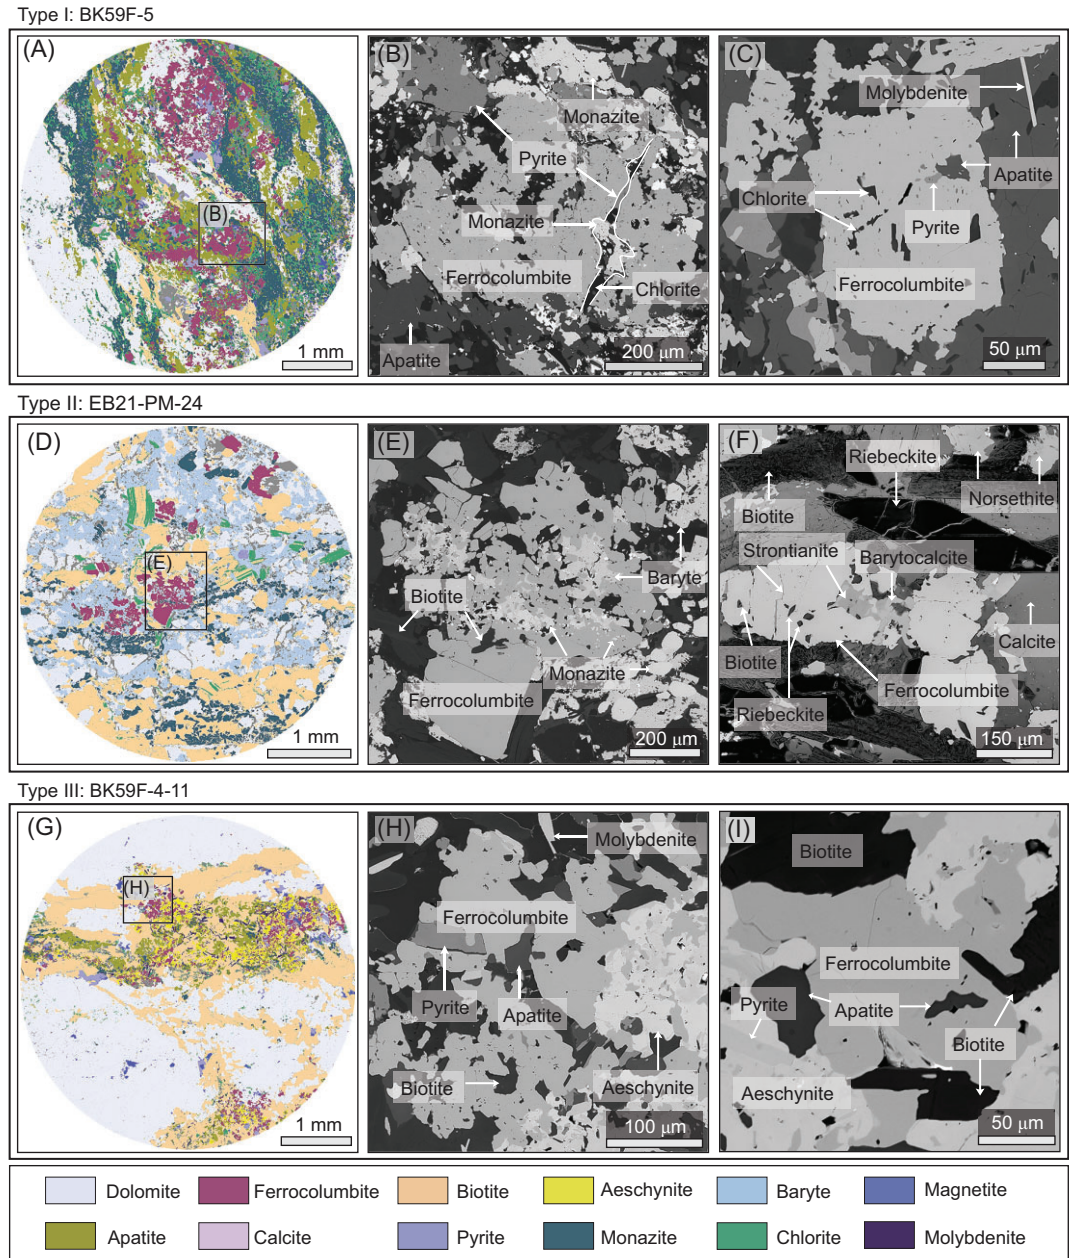 Type I: BK59F-5
(A)
(B)
1 mm
(B)
Monazite
Pyrite
Monazite
Ferrocolumbite
Chlorite
Apatite
200 μm
(C)
Molybdenite
Apatite
Chlorite
Pyrite
Ferrocolumbite
50 μm
Type II: EB21-PM-24
(D)
(E)
1 mm
(E)
Baryte
Biotite
Monazite
Ferrocolumbite
200 μm
(F)
Riebeckite
Norsethite
Biotite
Strontianite
Barytocalcite
Calcite
Biotite
Ferrocolumbite
Riebeckite
150 μm
Type III: BK59F-4-11
(G)
(H)
1 mm
(H)
Molybdenite
Ferrocolumbite
Pyrite
Apatite
Biotite
Aeschynite
100 μm
(I)
Biotite
Ferrocolumbite
Pyrite
Apatite
Biotite
Aeschynite
50 μm
Dolomite Ferrocolumbite Biotite Aeschynite Baryte Magnetite
Apatite Calcite Pyrite Monazite Chlorite Molybdenite